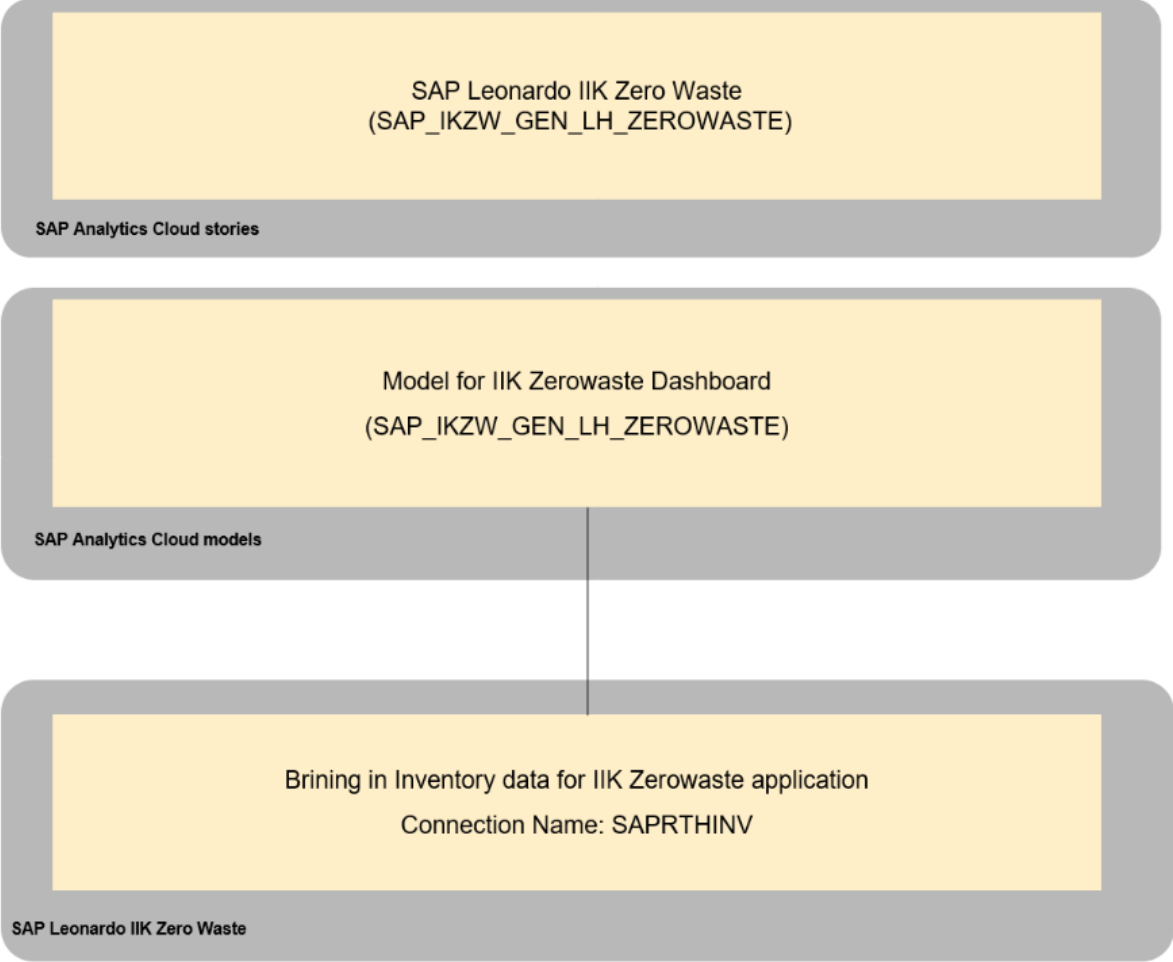 SAP Leonardo IIK Zero Waste
(SAP_IKZW_GEN_LH_ZEROWASTE)
SAP Analytics Cloud stories
Model for IIK Zerowaste Dashboard
(SAP_IKZW_GEN_LH_ZEROWASTE)
SAP Analytics Cloud models
Brining in Inventory data for IIK Zerowaste application
Connection Name: SAPRTHINV
SAP Leonardo IIK Zero Waste